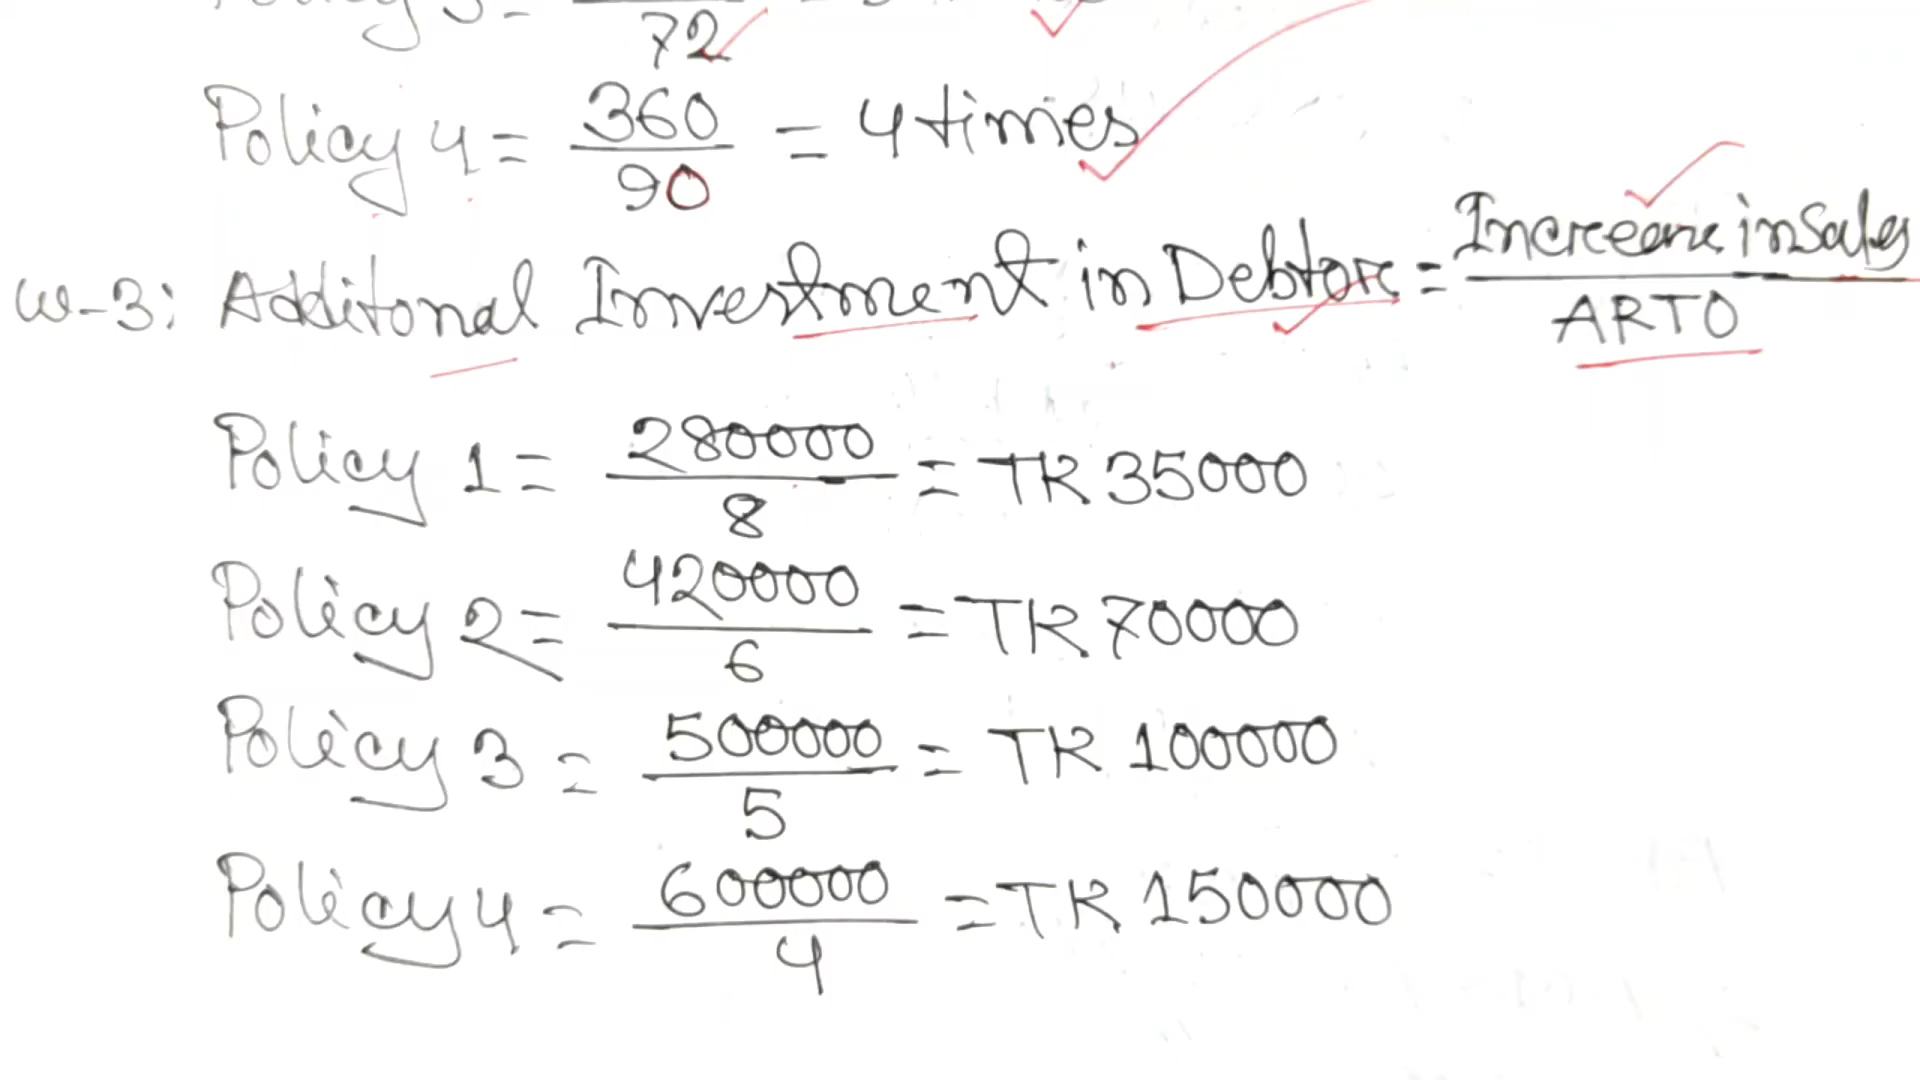 72
Policy 4 = 360/90 = 4 times
W-3: Additonal Investment in Debtor = Increase in Sales/ARTO
Policy 1 = 280000/8 = TK 35000
Policy 2 = 420000/6 = TK 70000
Policy 3 = 500000/5 = TK 100000
Policy 4 = 600000/4 = TK 150000